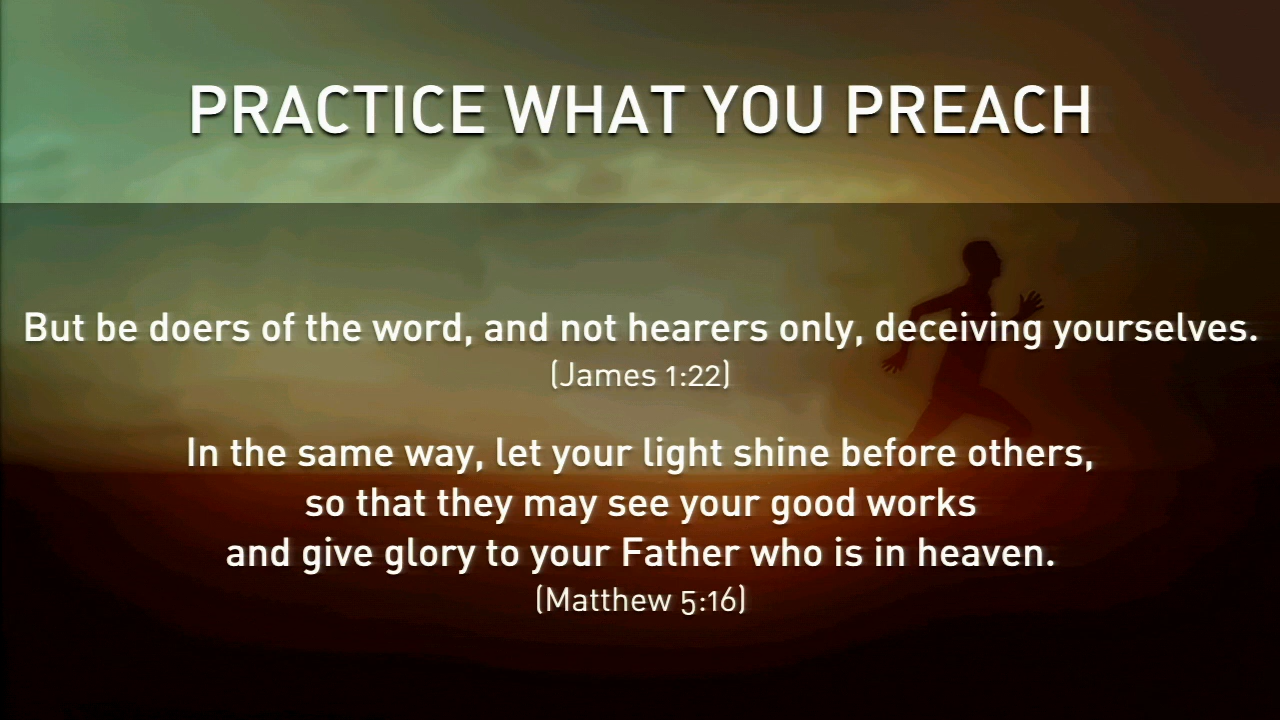 PRACTICE WHAT YOU PREACH
But be doers of the word, and not hearers only, deceiving yourselves.
(James 1:22)
In the same way, let your light shine before others,
so that they may see your good works
and give glory to your Father who is in heaven.
(Matthew 5:16)